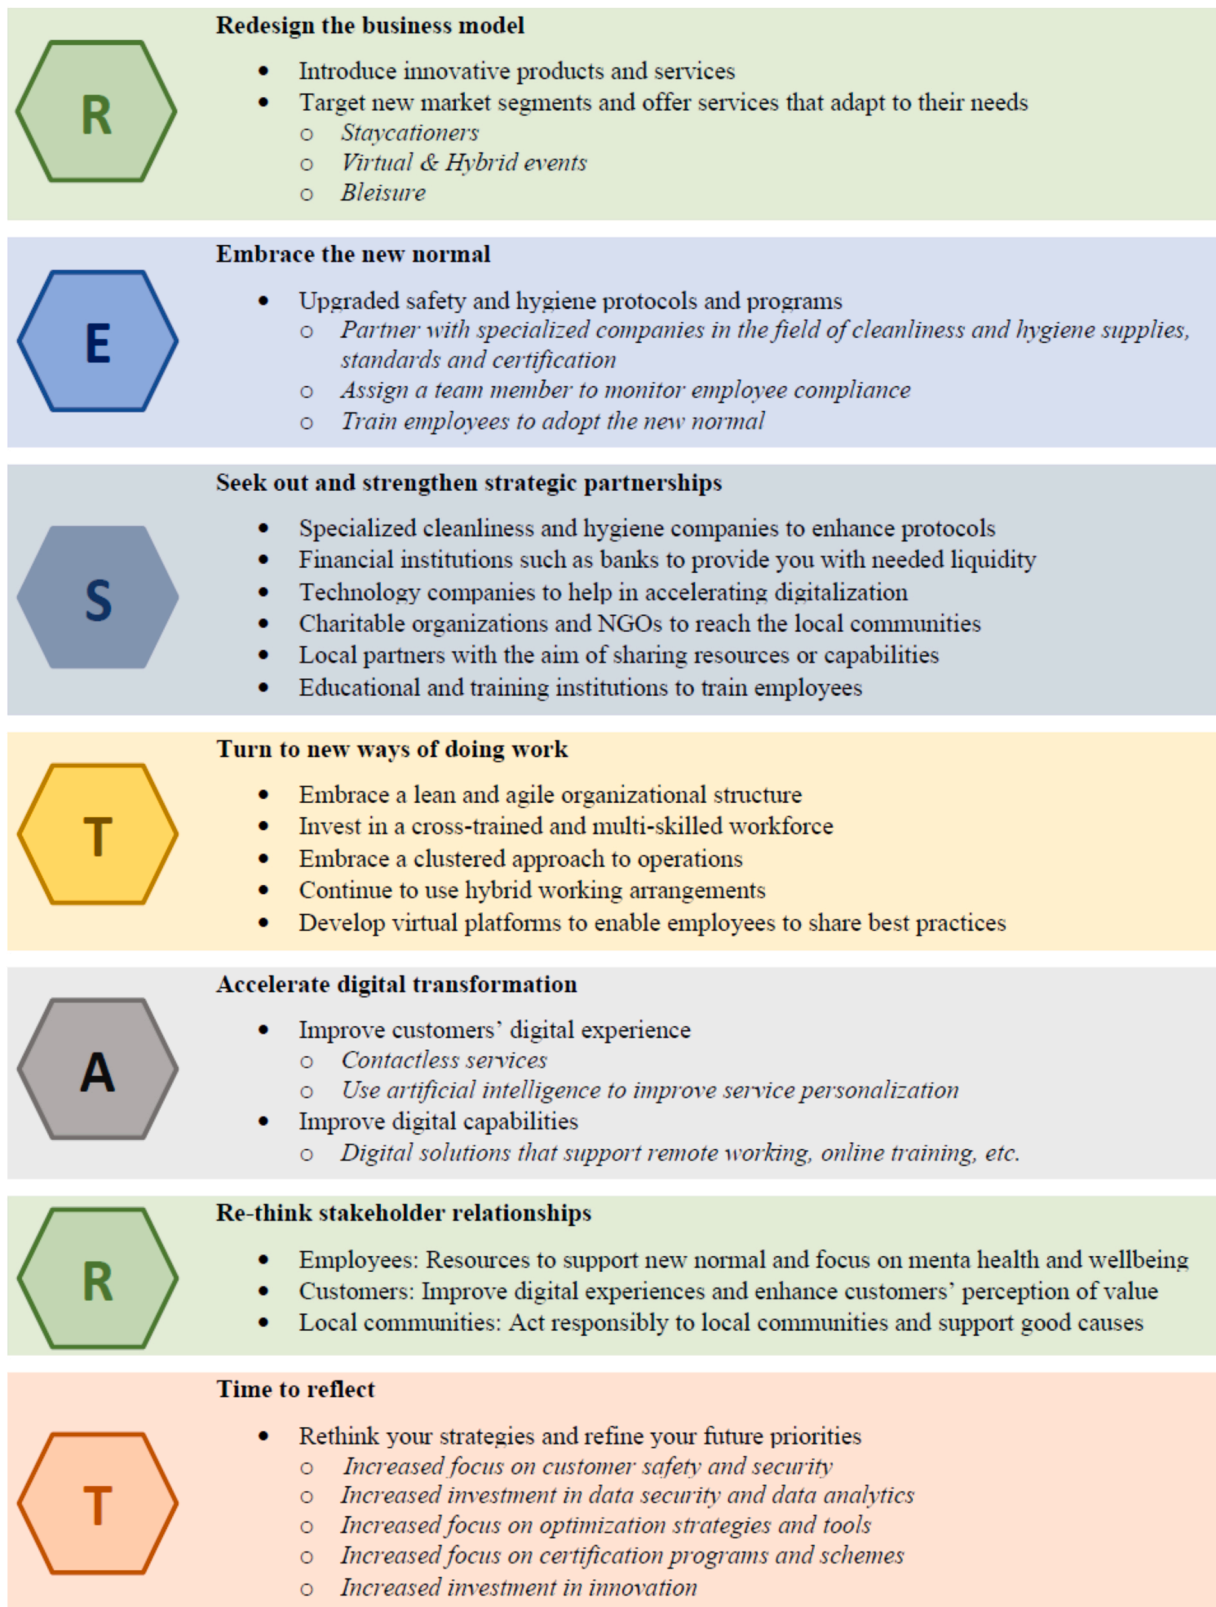 Redesign the business model
R
• Introduce innovative products and services
• Target new market segments and offer services that adapt to their needs
o Staycationers
o Virtual & Hybrid events
o Bleisure
Embrace the new normal
E
• Upgraded safety and hygiene protocols and programs
o Partner with specialized companies in the field of cleanliness and hygiene supplies,
standards and certification
o Assign a team member to monitor employee compliance
o Train employees to adopt the new normal
Seek out and strengthen strategic partnerships
S
• Specialized cleanliness and hygiene companies to enhance protocols
• Financial institutions such as banks to provide you with needed liquidity
• Technology companies to help in accelerating digitalization
• Charitable organizations and NGOs to reach the local communities
• Local partners with the aim of sharing resources or capabilities
• Educational and training institutions to train employees
Turn to new ways of doing work
T
• Embrace a lean and agile organizational structure
• Invest in a cross-trained and multi-skilled workforce
• Embrace a clustered approach to operations
• Continue to use hybrid working arrangements
• Develop virtual platforms to enable employees to share best practices
Accelerate digital transformation
A
• Improve customers’ digital experience
o Contactless services
o Use artificial intelligence to improve service personalization
• Improve digital capabilities
o Digital solutions that support remote working, online training, etc.
Re-think stakeholder relationships
R
• Employees: Resources to support new normal and focus on menta health and wellbeing
• Customers: Improve digital experiences and enhance customers’ perception of value
• Local communities: Act responsibly to local communities and support good causes
Time to reflect
T
• Rethink your strategies and refine your future priorities
o Increased focus on customer safety and security
o Increased investment in data security and data analytics
o Increased focus on optimization strategies and tools
o Increased focus on certification programs and schemes
o Increased investment in innovation